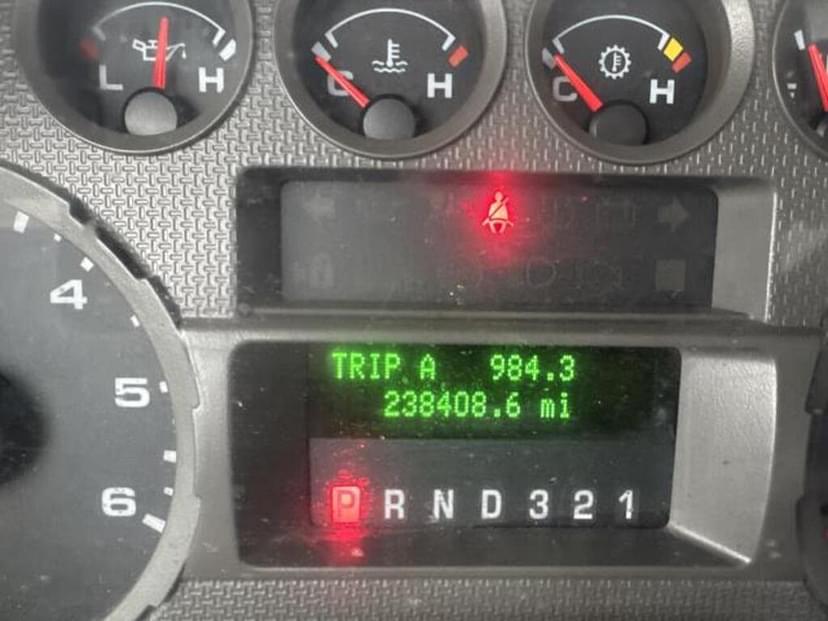 L H
C H
C H
4
5
6
TRIP A 984.3
238408.6 mi
P R N D 3 2 1